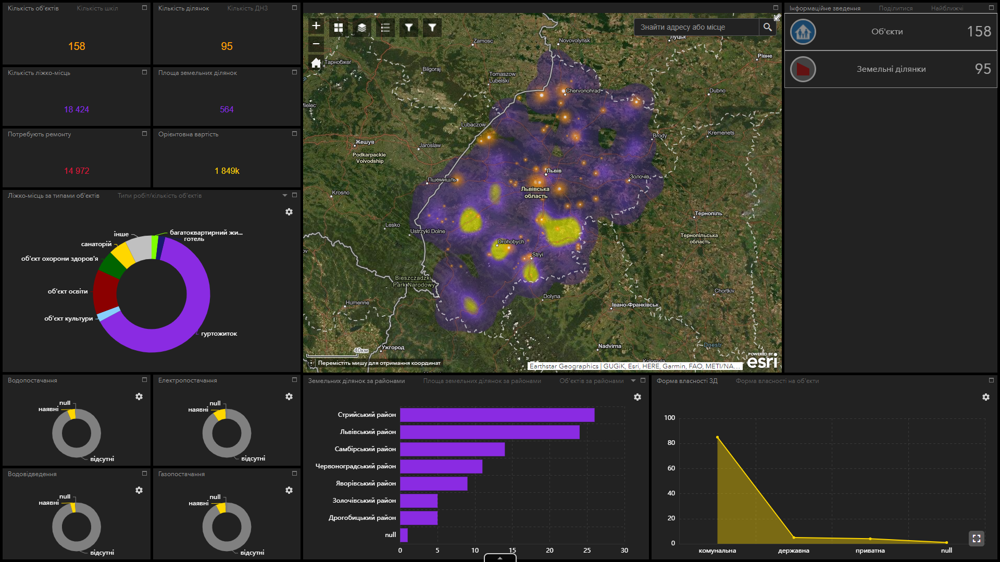 Кількість об'єктів
Кількість шкіл
158
Кількість ділянок
Кількість ДНЗ
95
Кількість ліжко-місць
18 424
Площа земельних ділянок
564
Потребують ремонту
14 972
Орієнтовна вартість
1 849k
Ліжко-місць за типами об'єктів
Типи робіт/кількість об'єктів
інше
багатоквартирний жи...
готель
санаторій
об'єкт охорони здоров'я
об'єкт освіти
об'єкт культури
гуртожиток
Водопостачання
null
наявні
відсутні
Електропостачання
null
наявні
відсутні
Водовідведення
null
наявні
відсутні
Газопостачання
null
наявні
відсутні
+
−
Знайти адресу або місце
Луцьк
Zamosc
Novovolynsk
Рівне
Тарнобжег
Bilgoraj
Tomaszow
Lubelski
Chervonohrad
Dubno
Mielec
Lubaczow
Brody
Kremenets
Жешув
Jaroslaw
Podkarpackie
Voivodship
Львів
Пшемишль
Золочів
Львівська
область
Krosno
Тернопіль
Lesko
Ustrzyki Dolne
Тернопільська
область
Drohobych
Stryi
Bieszczadzki
Park Narodowy
Chortkiv
Dolyna
Humenne
Івано-Франківськ
Ужгород
Nadvirna
Dnestr
Kolomyia
40км
Перемістіть мишу для отримання координат
Earthstar Geographics | GUGiK, Esri, HERE, Garmin, FAO, METI/NA...
POWERED BY
esri
Інформаційне зведення
Поділитися
Найближчі
Об'єкти
158
Земельні ділянки
95
Земельних ділянок за районами
Площа земельних ділянок за районами
Об'єктів за районами
Стрийський район
Львівський район
Самбірський район
Червоноградський район
Яворівський район
Золочівський район
Дрогобицький район
null
0 5 10 15 20 25 30
Форма власності ЗД
Форма власності на об'єкти
100
80
60
40
20
0
комунальна
державна
приватна
null